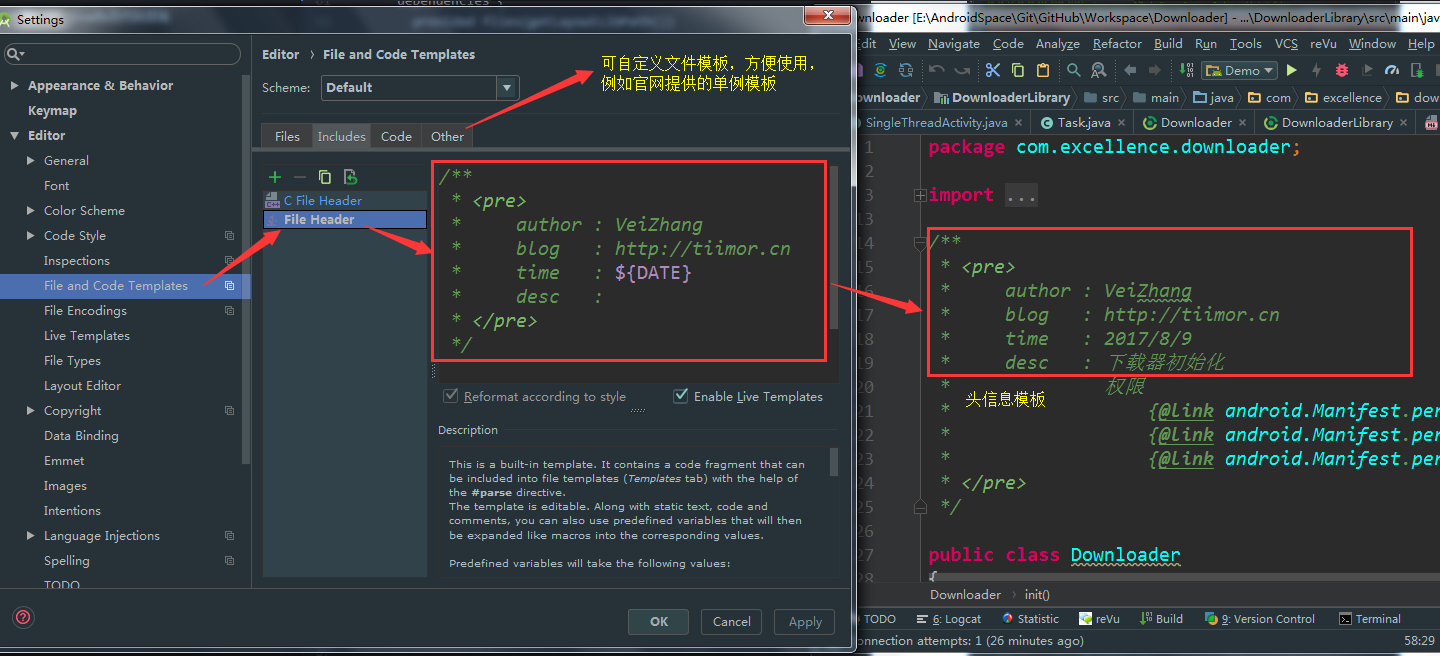 dependencies {
Settings
Appearance & Behavior
Keymap
Editor
General
Font
Color Scheme
Code Style
Inspections
File and Code Templates
File Encodings
Live Templates
File Types
Layout Editor
Copyright
Data Binding
Emmet
Images
Intentions
Language Injections
Spelling
TODO
Editor › File and Code Templates
Scheme: Default
可自定义文件模板，方便使用，
例如官网提供的单例模板
Files Includes Code Other
C File Header
File Header
/**
* <pre>
* author : VeiZhang
* blog : http://tiimor.cn
* time : ${DATE}
* desc :
* </pre>
*/
Reformat according to style Enable Live Templates
Description
This is a built-in template. It contains a code fragment that can
be included into file templates (Templates tab) with the help of
the #parse directive.
The template is editable. Along with static text, code and
comments, you can also use predefined variables that will then
be expanded like macros into the corresponding values.
Predefined variables will take the following values:
OK Cancel Apply
wnloader [E:\AndroidSpace\Git\GitHub\Workspace\Downloader] - ...\DownloaderLibrary\src\main\jav
dit View Navigate Code Analyze Refactor Build Run Tools VCS reVu Window Help
Demo
ownloader DownloaderLibrary src main java com excellence dow
SingleThreadActivity.java × Task.java × Downloader × DownloaderLibrary ×
1 package com.excellence.downloader;
2
3 import ...
13
14 /**
15 * <pre>
16 * author : VeiZhang
17 * blog : http://tiimor.cn
18 * time : 2017/8/9
19 * desc : 下载器初始化
20 * 权限
头信息模板
21 * {@link android.Manifest.per
22 * {@link android.Manifest.per
23 * {@link android.Manifest.per
24 * </pre>
25 */
26
27 public class Downloader
28 {
Downloader › init()
TODO 6: Logcat Statistic reVu Build 9: Version Control Terminal
onnection attempts: 1 (26 minutes ago) 58:29